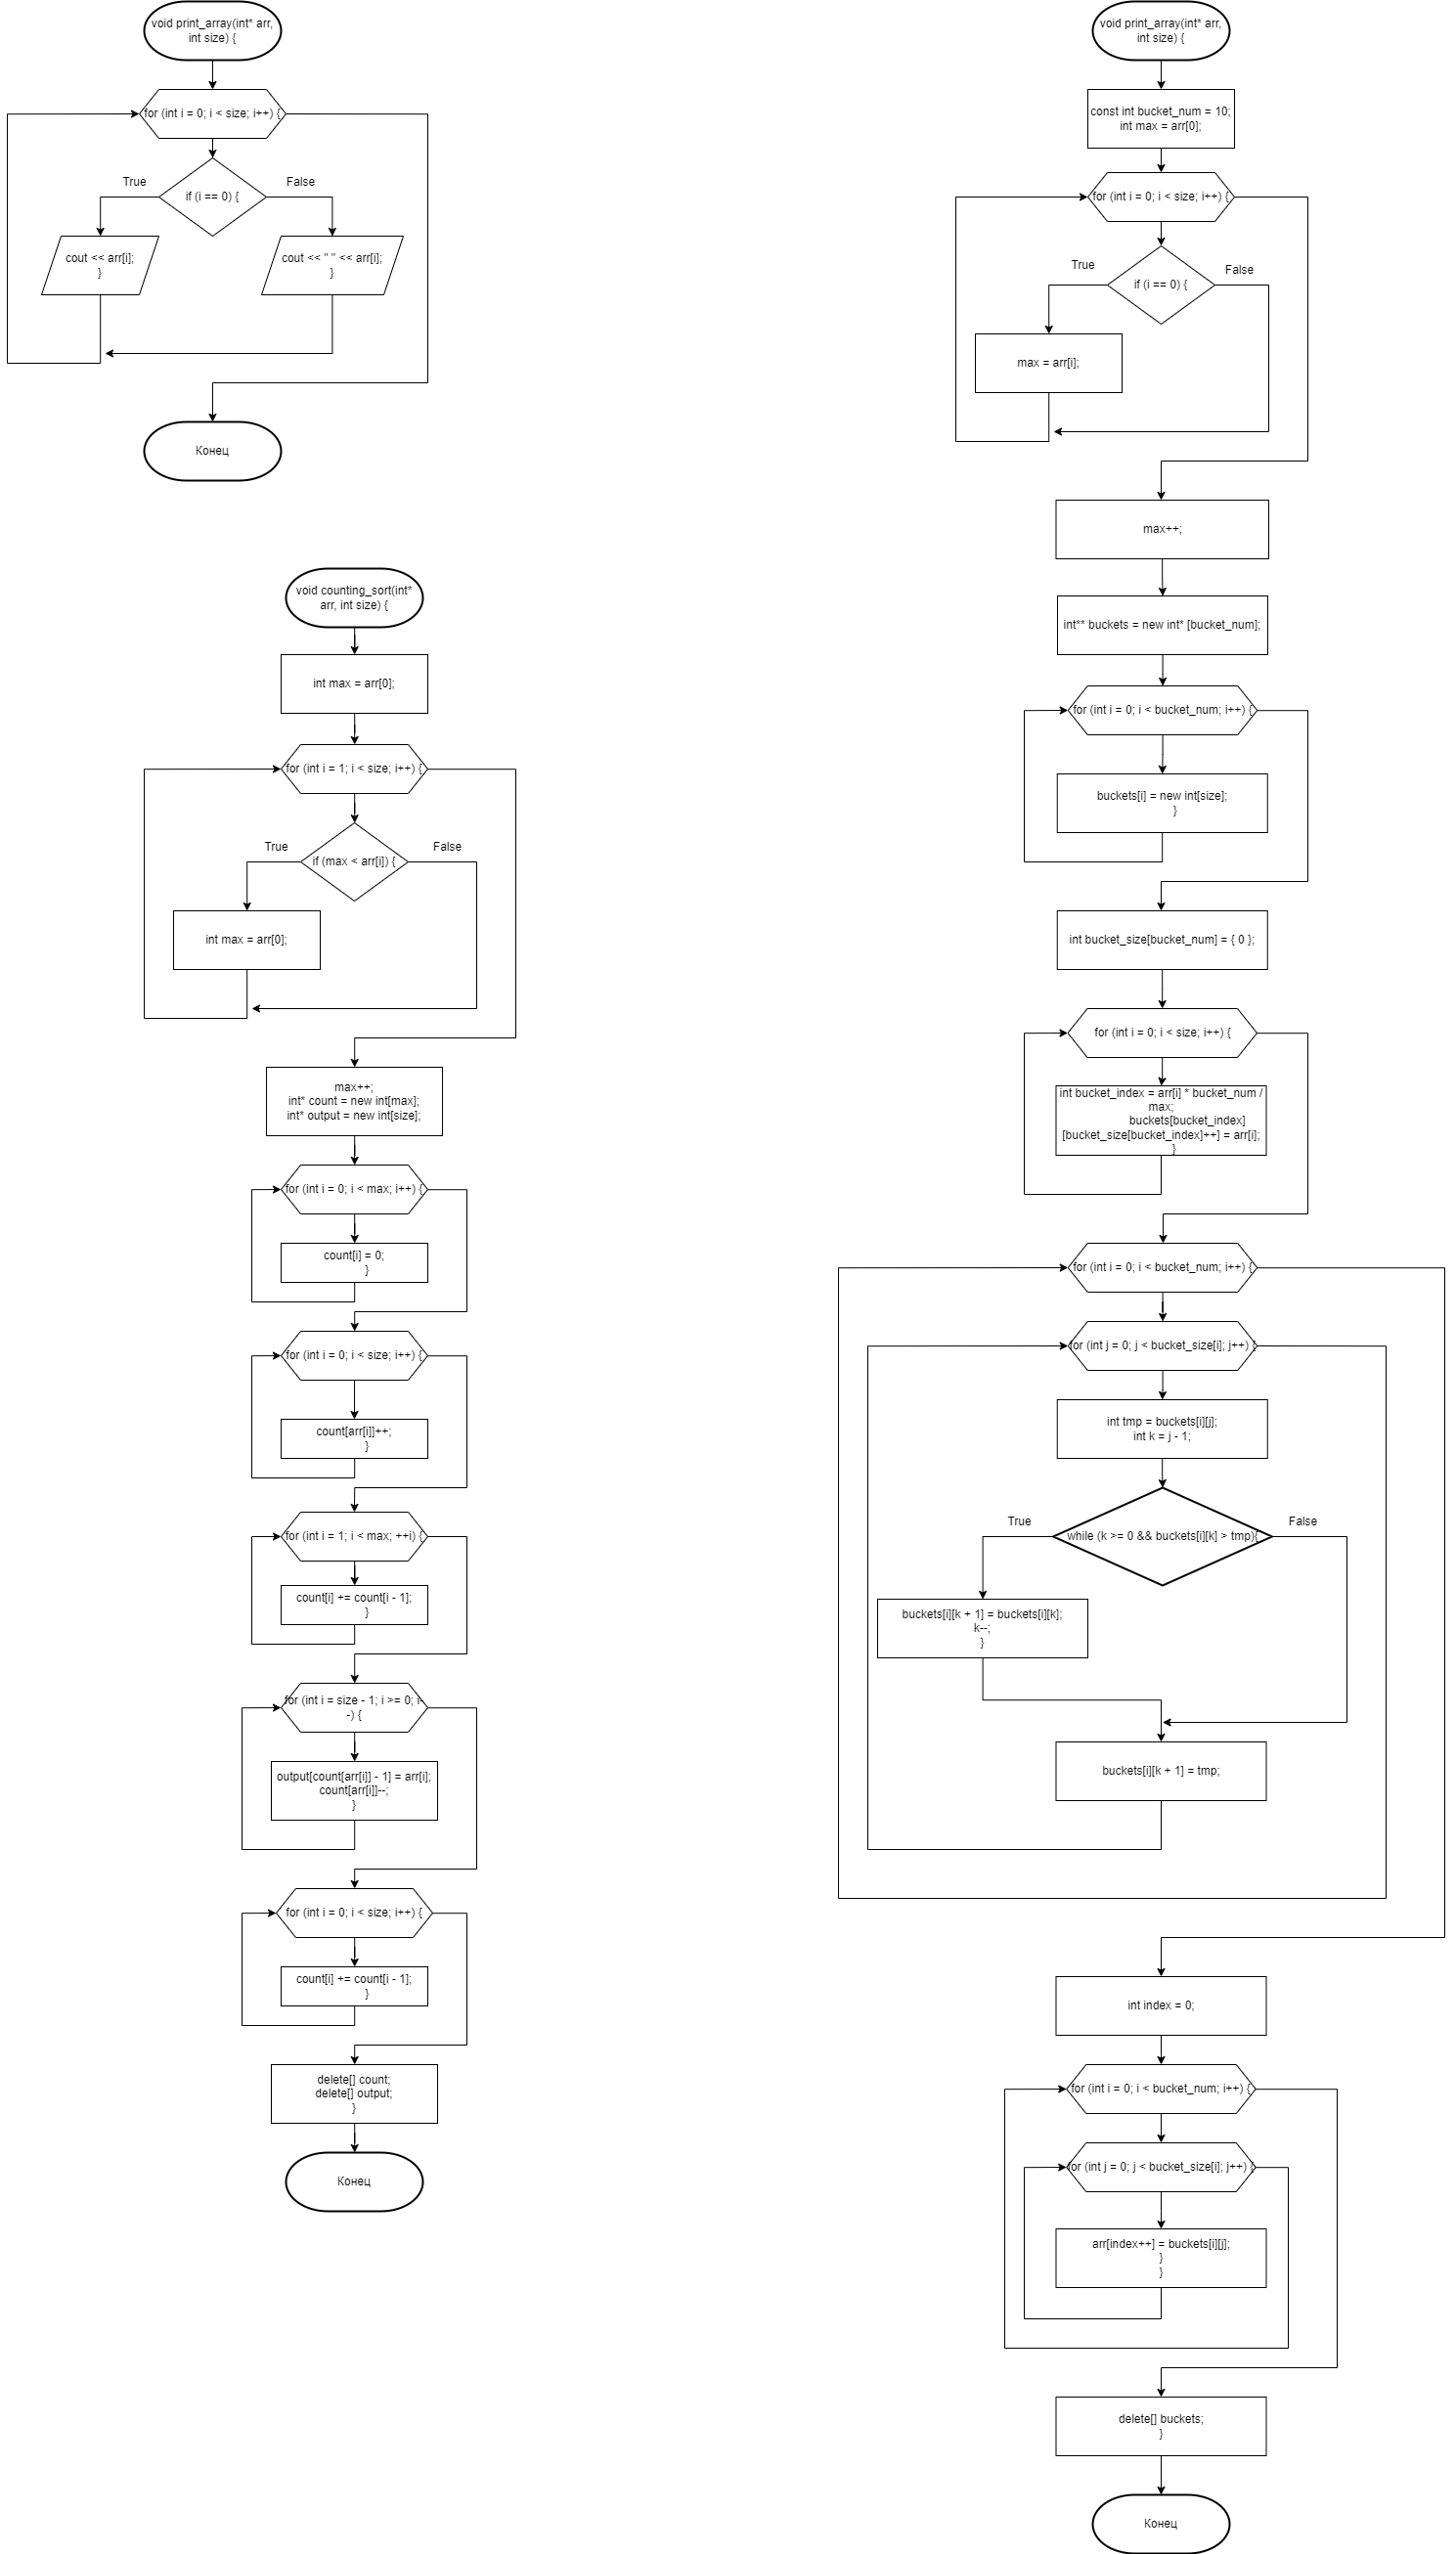 void print_array(int* arr,
int size) {
for (int i = 0; i < size; i++) {
True
False
if (i == 0) {
cout << arr[i];
}
cout << " " << arr[i];
}
Конец
void counting_sort(int*
arr, int size) {
int max = arr[0];
for (int i = 1; i < size; i++) {
True
False
if (max < arr[i]) {
int max = arr[0];
max++;
int* count = new int[max];
int* output = new int[size];
for (int i = 0; i < max; i++) {
count[i] = 0;
}
for (int i = 0; i < size; i++) {
count[arr[i]]++;
}
for (int i = 1; i < max; ++i) {
count[i] += count[i - 1];
}
for (int i = size - 1; i >= 0; i-
-) {
output[count[arr[i]] - 1] = arr[i];
count[arr[i]]--;
}
for (int i = 0; i < size; i++) {
count[i] += count[i - 1];
}
delete[] count;
delete[] output;
}
Конец
void print_array(int* arr,
int size) {
const int bucket_num = 10;
int max = arr[0];
for (int i = 0; i < size; i++) {
True
False
if (i == 0) {
max = arr[i];
max++;
int** buckets = new int* [bucket_num];
for (int i = 0; i < bucket_num; i++) {
buckets[i] = new int[size];
}
int bucket_size[bucket_num] = { 0 };
for (int i = 0; i < size; i++) {
int bucket_index = arr[i] * bucket_num /
max;
buckets[bucket_index]
[bucket_size[bucket_index]++] = arr[i];
}
for (int i = 0; i < bucket_num; i++) {
for (int j = 0; j < bucket_size[i]; j++) {
int tmp = buckets[i][j];
int k = j - 1;
True
False
while (k >= 0 && buckets[i][k] > tmp){
buckets[i][k + 1] = buckets[i][k];
k--;
}
buckets[i][k + 1] = tmp;
int index = 0;
for (int i = 0; i < bucket_num; i++) {
for (int j = 0; j < bucket_size[i]; j++) {
arr[index++] = buckets[i][j];
}
}
delete[] buckets;
}
Конец